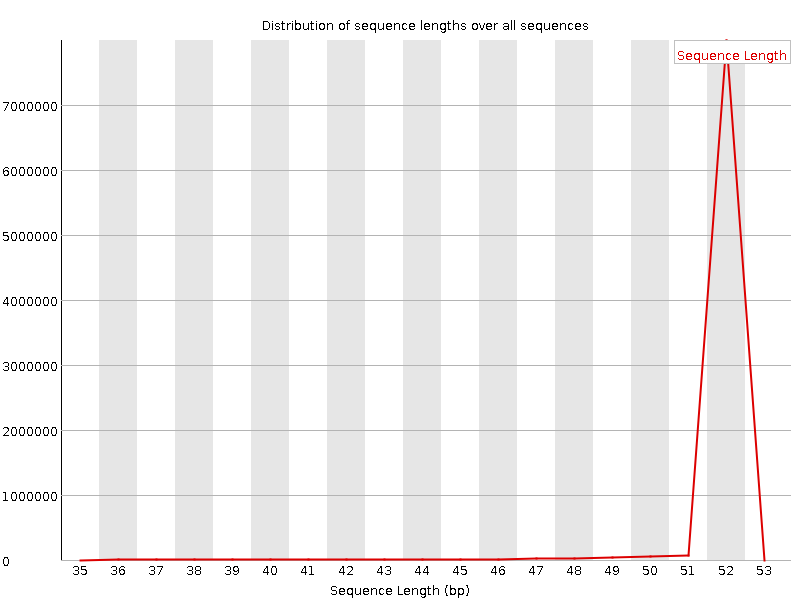 Distribution of sequence lengths over all sequences
Sequence Length
7000000
6000000
5000000
4000000
3000000
2000000
1000000
0
35 36 37 38 39 40 41 42 43 44 45 46 47 48 49 50 51 52 53
Sequence Length (bp)